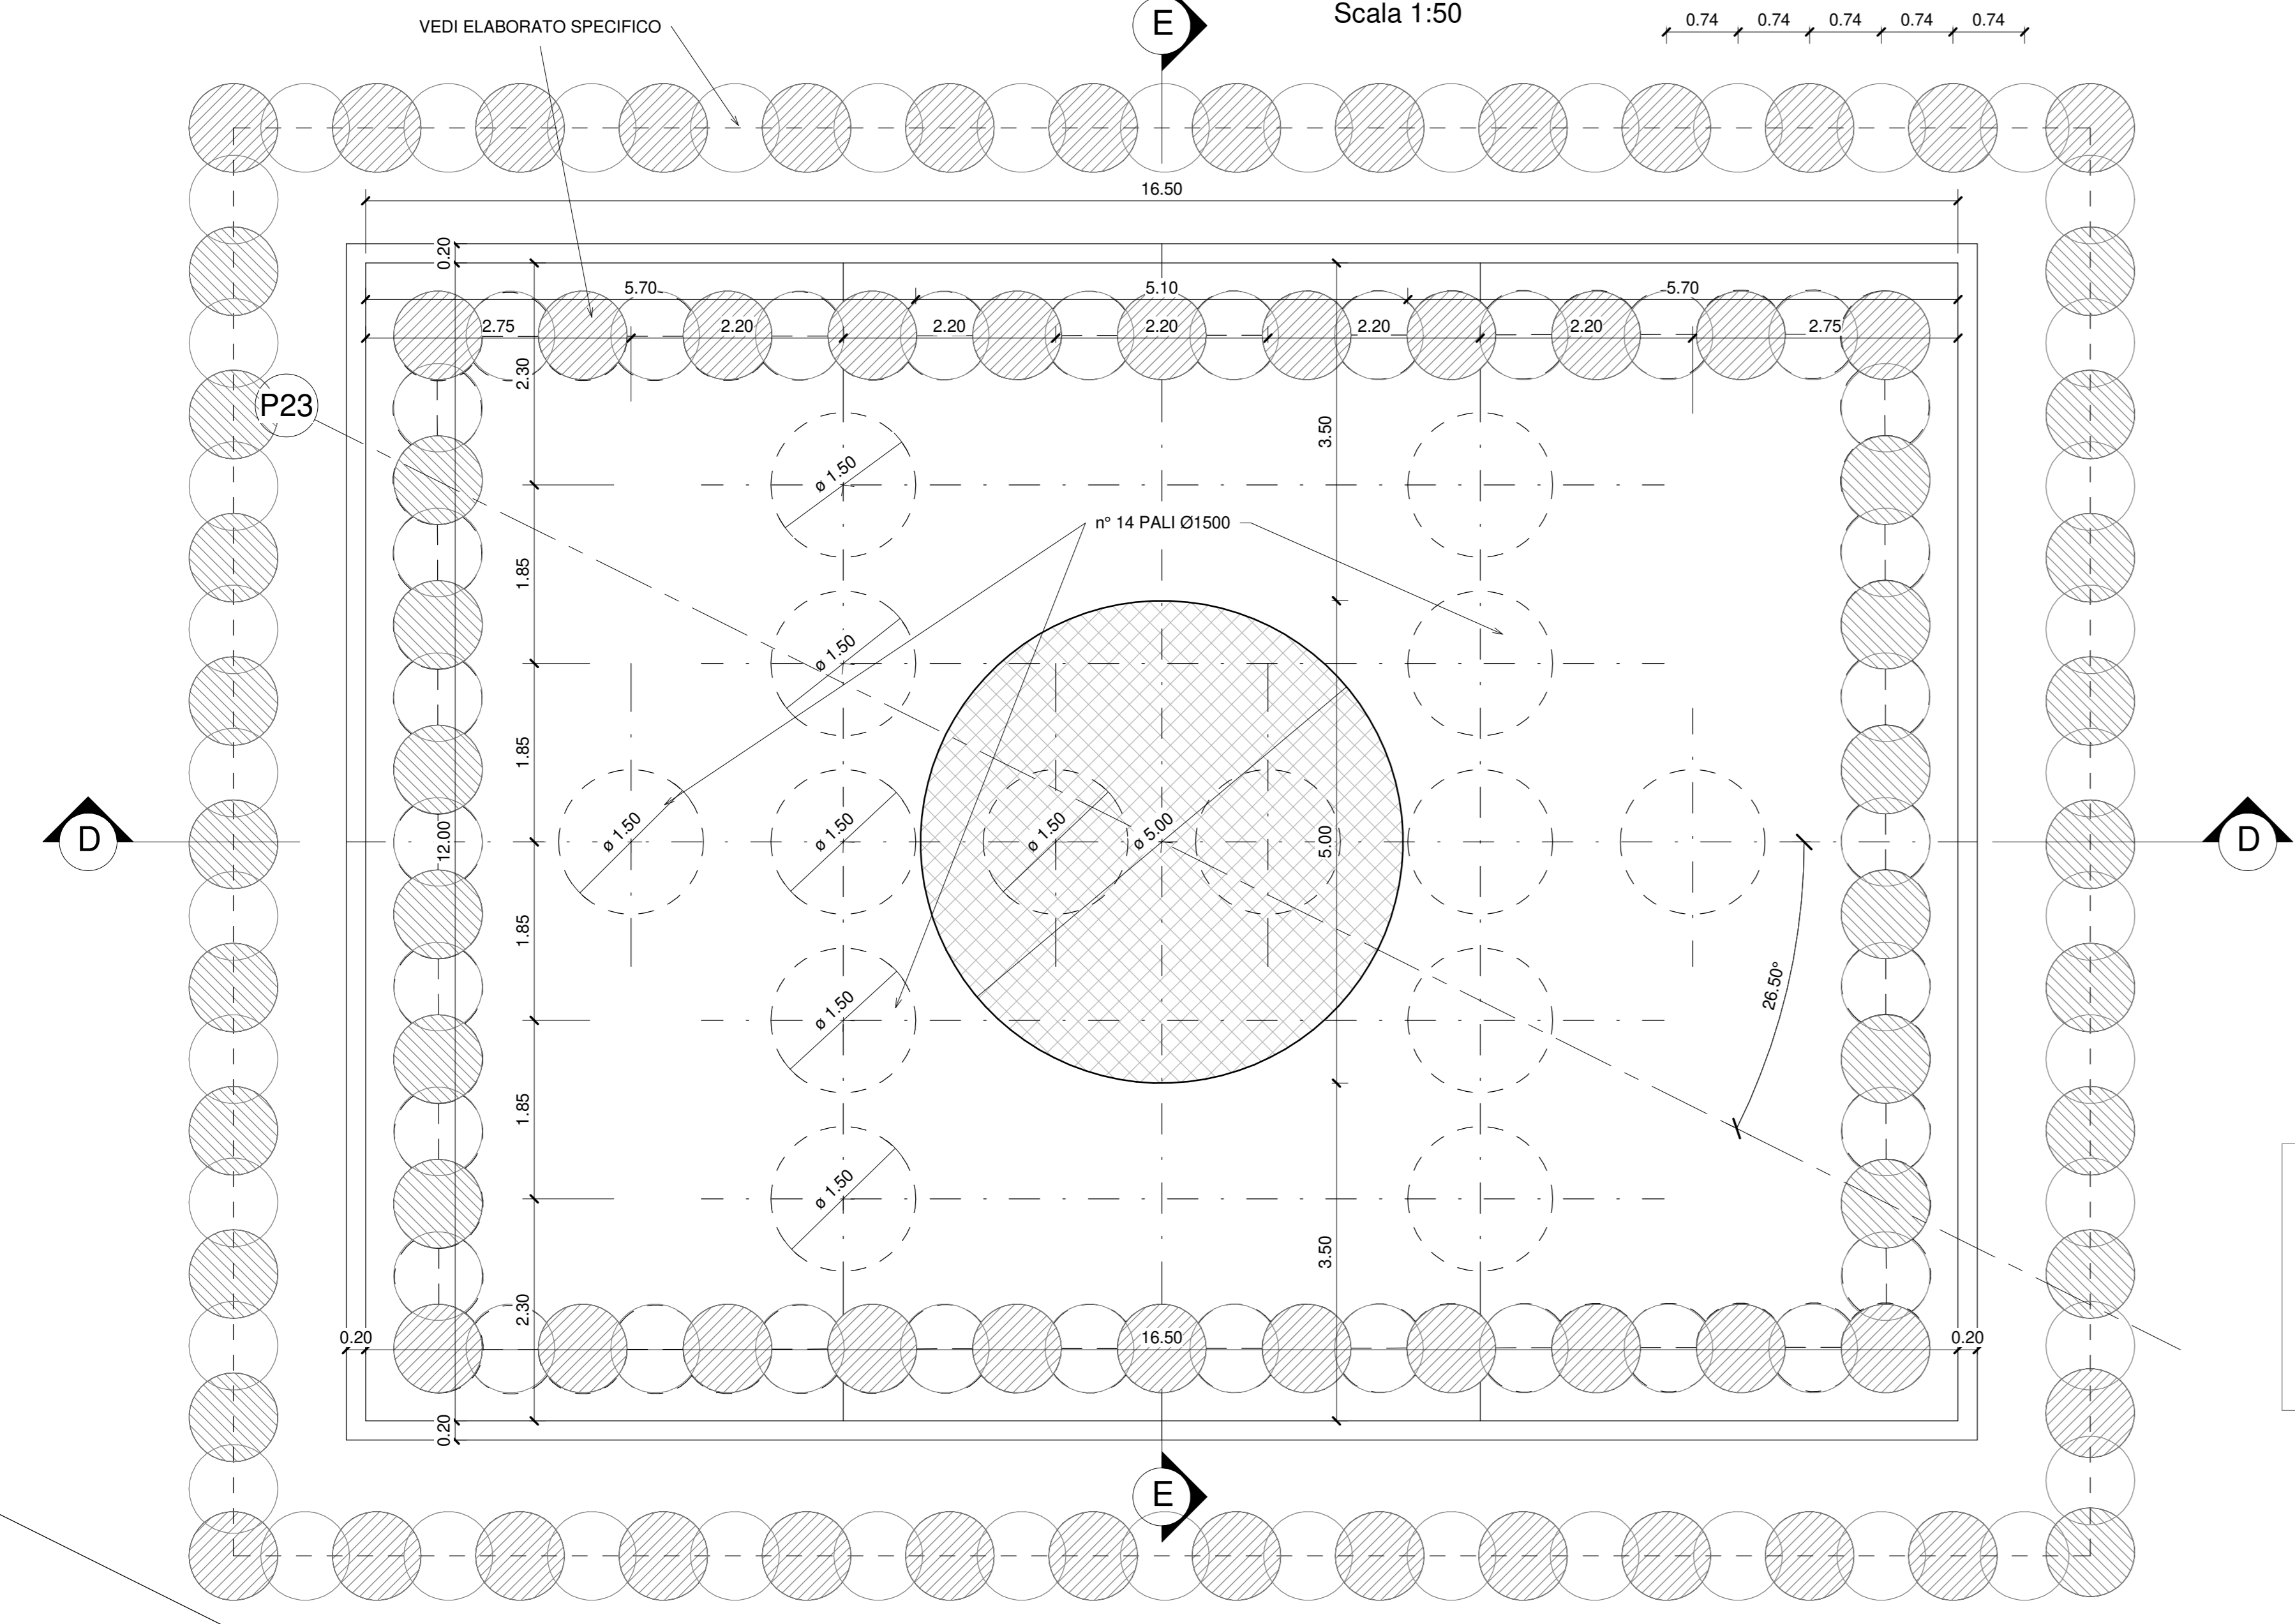 E
Scala 1:50
0.74 0.74 0.74 0.74 0.74
VEDI ELABORATO SPECIFICO
16.50
0.20
5.70 5.10 5.70
2.75 2.20 2.20 2.20 2.20 2.20 2.75
2.30
P23
3.50
ø 1.50
n° 14 PALI Ø1500
1.85
ø 1.50
1.85
D
12.00
ø 1.50
ø 1.50
ø 1.50
ø 5.00
5.00
D
1.85
26.50°
ø 1.50
1.85
ø 1.50
3.50
2.30
0.20
16.50
0.20
0.20
E